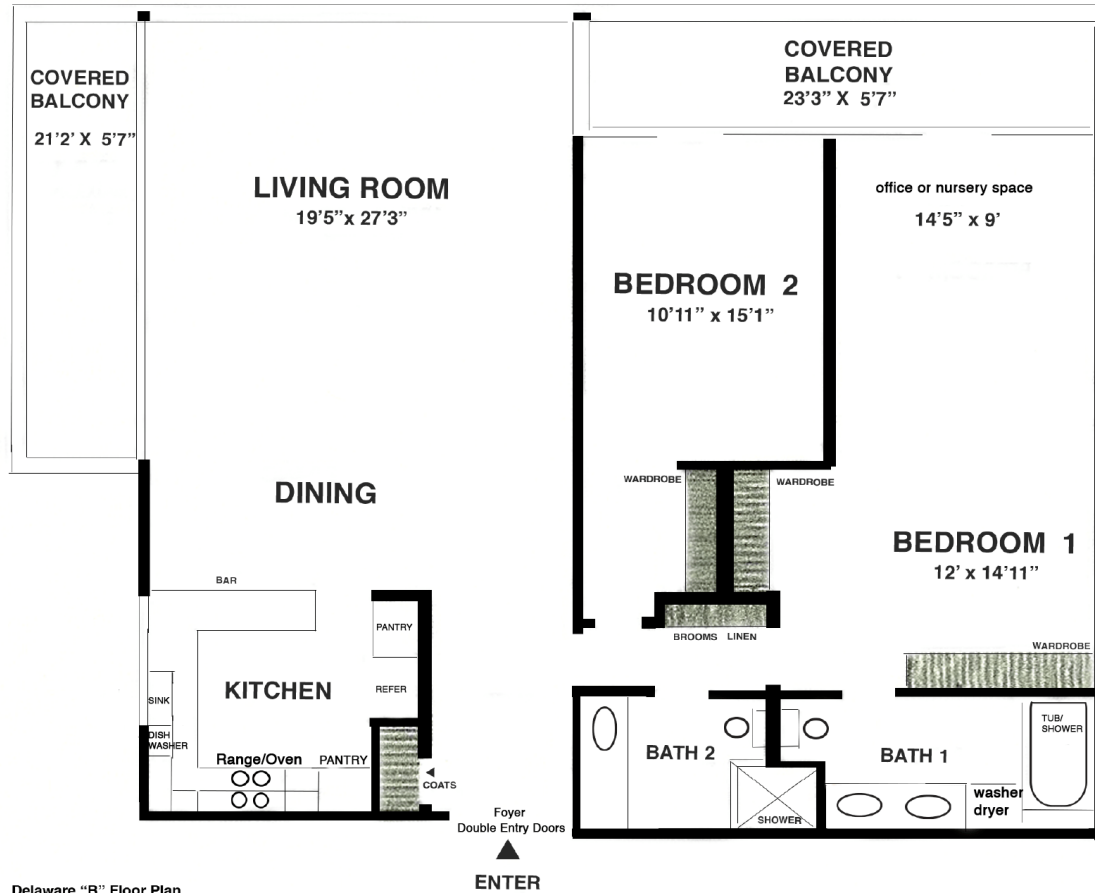 COVERED
BALCONY
21'2' X 5'7”
COVERED
BALCONY
23'3” X 5'7”
LIVING ROOM
19'5”x 27'3”
office or nursery space
14'5” x 9'
BEDROOM 2
10'11” x 15'1”
WARDROBE
WARDROBE
DINING
BEDROOM 1
12' x 14'11”
BAR
PANTRY
BROOMS LINEN
WARDROBE
KITCHEN
REFER
SINK
DISH
WASHER
Range/Oven
PANTRY
COATS
BATH 2
SHOWER
BATH 1
TUB/
SHOWER
washer
dryer
Foyer
Double Entry Doors
ENTER
Delaware “B” Floor Plan